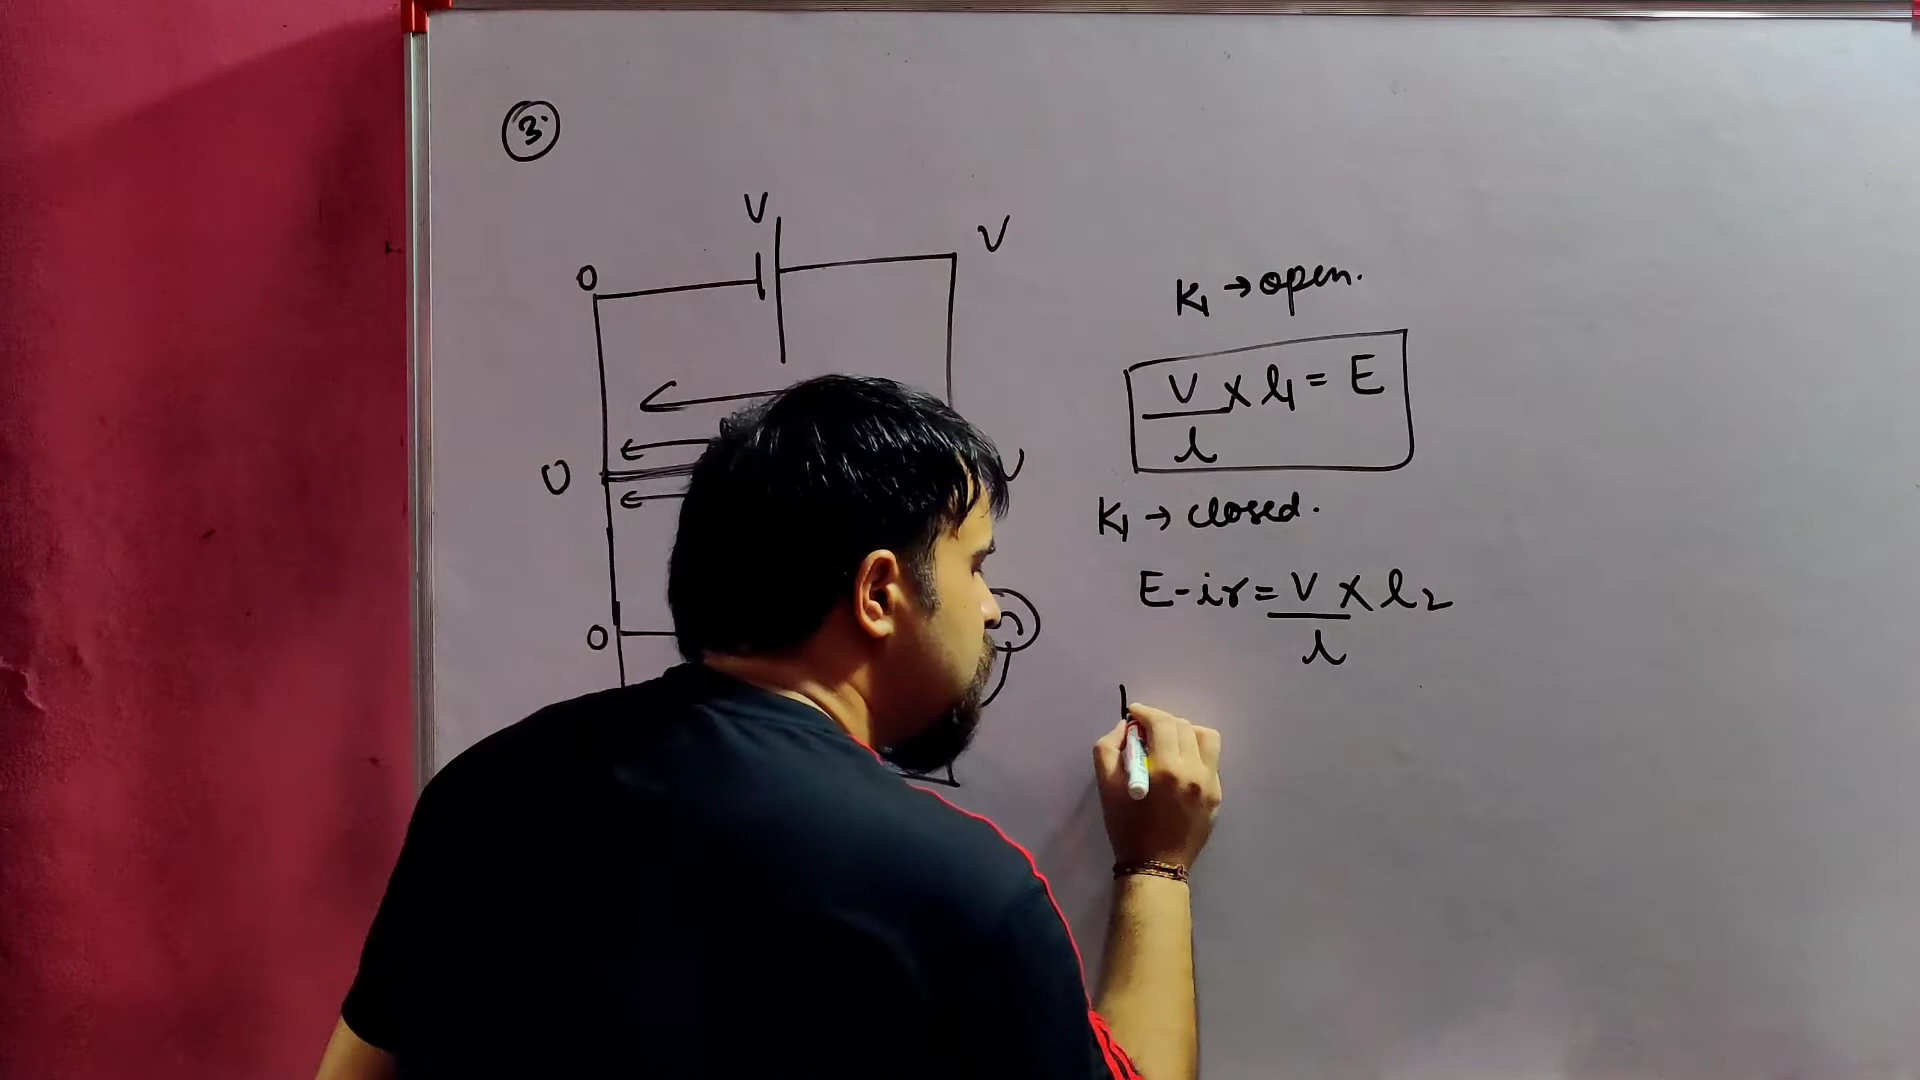 3.
V
V
0
K₁ → open.
V/l × l₁ = E
0
V
K₁ → closed.
E - ir = V/l × l₂
0